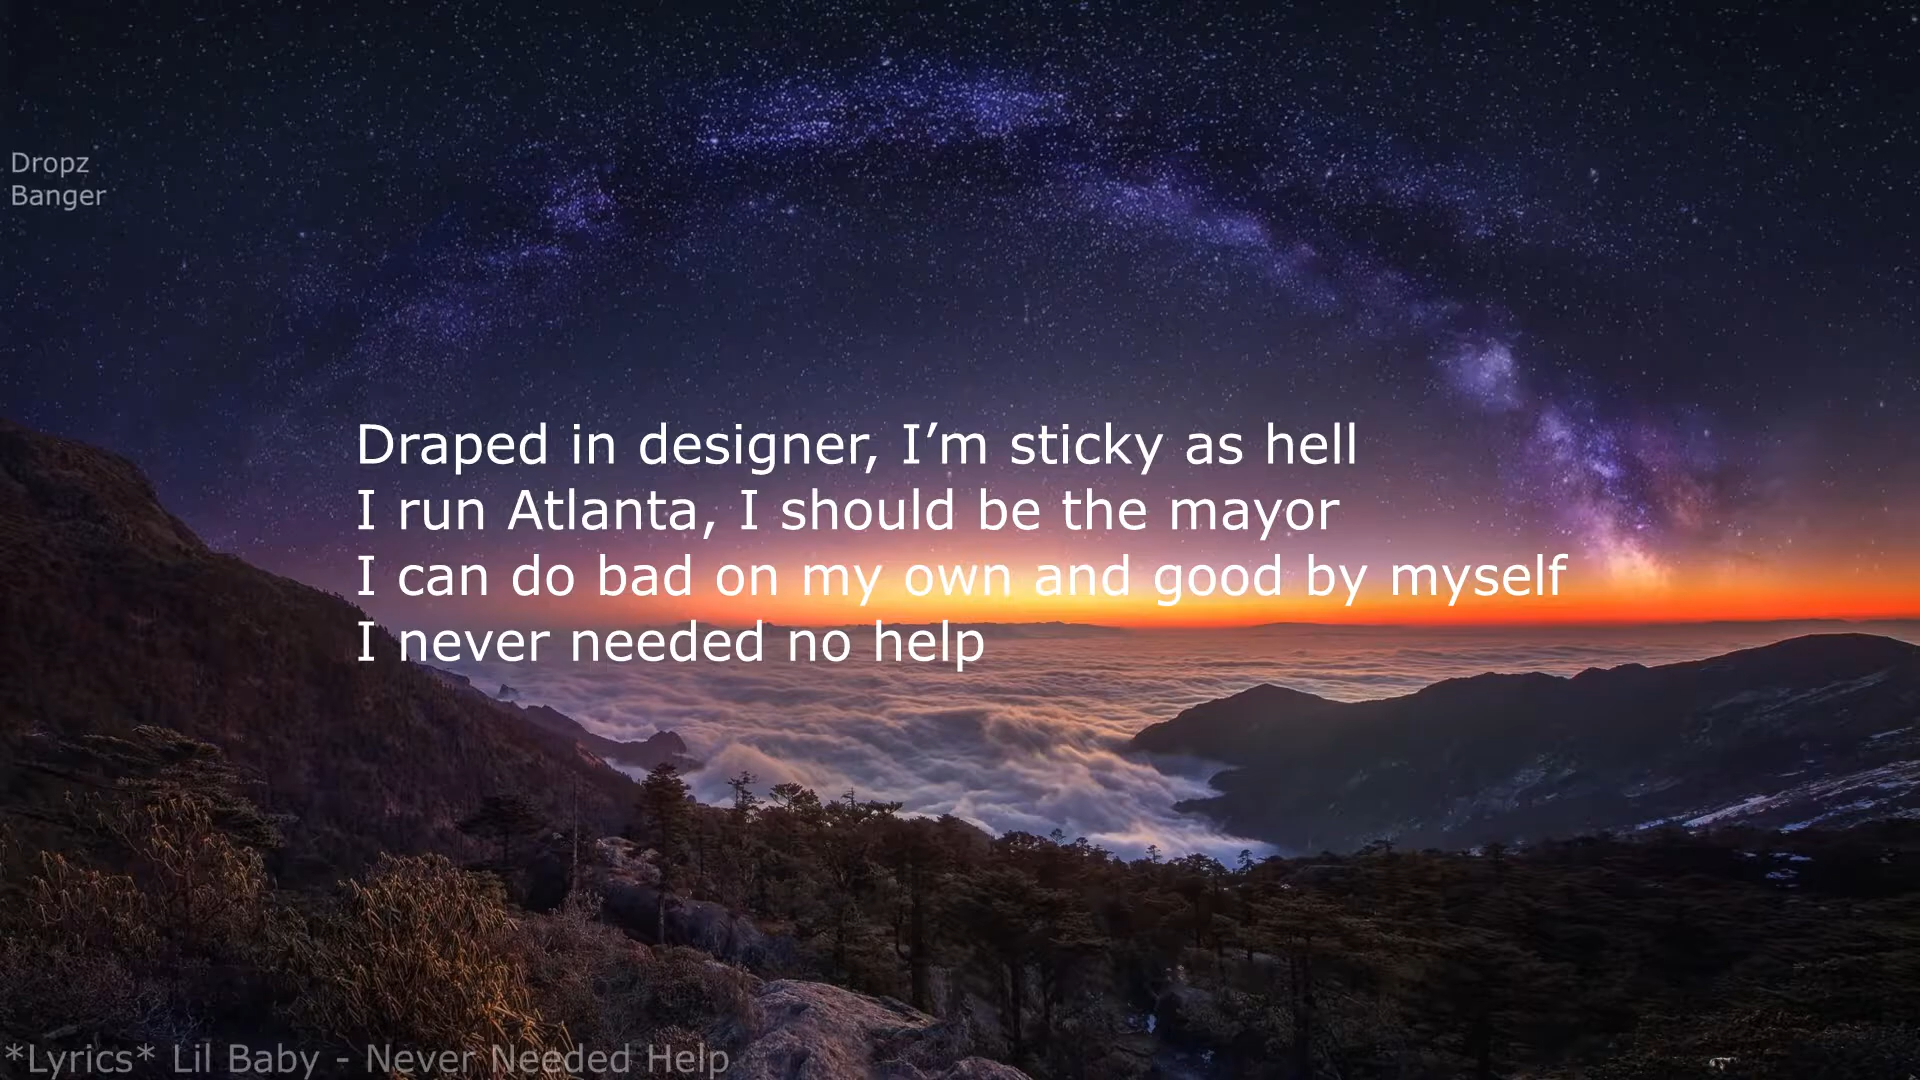 Dropz
Banger
Draped in designer, I’m sticky as hell
I run Atlanta, I should be the mayor
I can do bad on my own and good by myself
I never needed no help
*Lyrics* Lil Baby - Never Needed Help